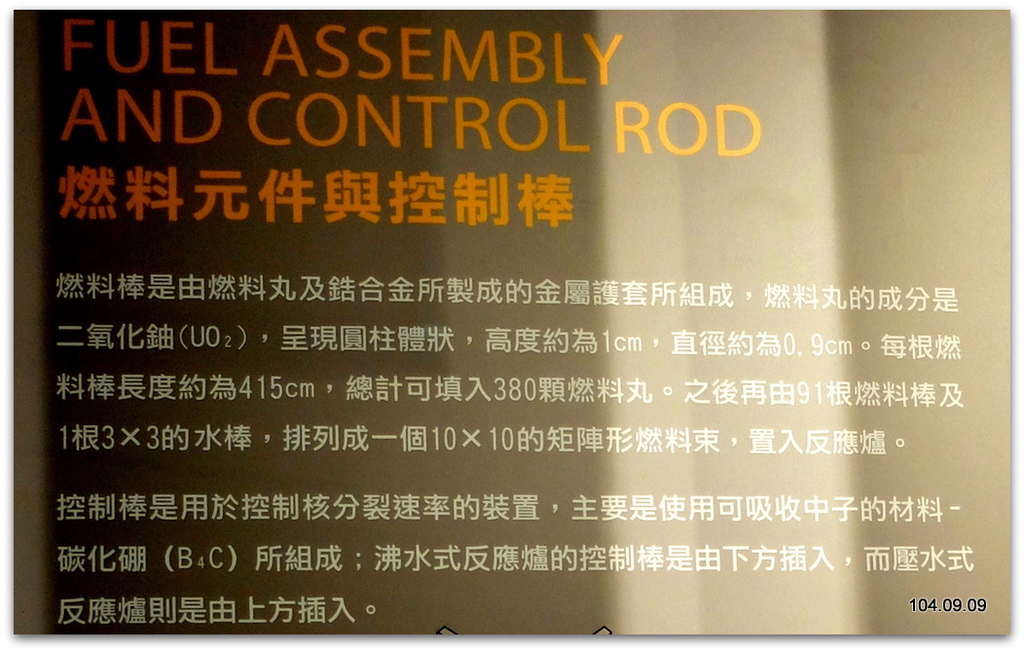 FUEL ASSEMBLY
AND CONTROL ROD
燃料元件與控制棒
燃料棒是由燃料丸及鋯合金所製成的金屬護套所組成，燃料丸的成分是
二氧化鈾(UO₂)，呈現圓柱體狀，高度約為1cm，直徑約為0.9cm。每根燃
料棒長度約為415cm，總計可填入380顆燃料丸。之後再由91根燃料棒及
1根3×3的水棒，排列成一個10×10的矩陣形燃料束，置入反應爐。
控制棒是用於控制核分裂速率的裝置，主要是使用可吸收中子的材料-
碳化硼（B₄C）所組成；沸水式反應爐的控制棒是由下方插入，而壓水式
反應爐則是由上方插入。
104.09.09